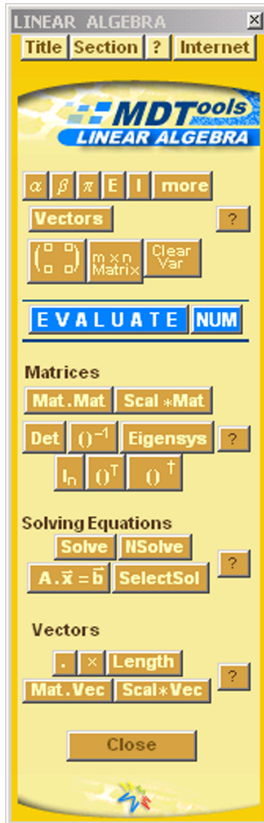 LINEAR ALGEBRA ×
Title Section ? Internet
MDTools
LINEAR ALGEBRA
α β π E I more
Vectors ?
(□ □ □ □) m×n Matrix Clear Var
EVALUATE NUM
Matrices
Mat.Mat Scal *Mat
Det ()⁻¹ Eigensys ?
Iₙ ()ᵀ ()†
Solving Equations
Solve NSolve
A.x⃗ = b⃗ SelectSol ?
Vectors
. × Length ?
Mat.Vec Scal*Vec
Close